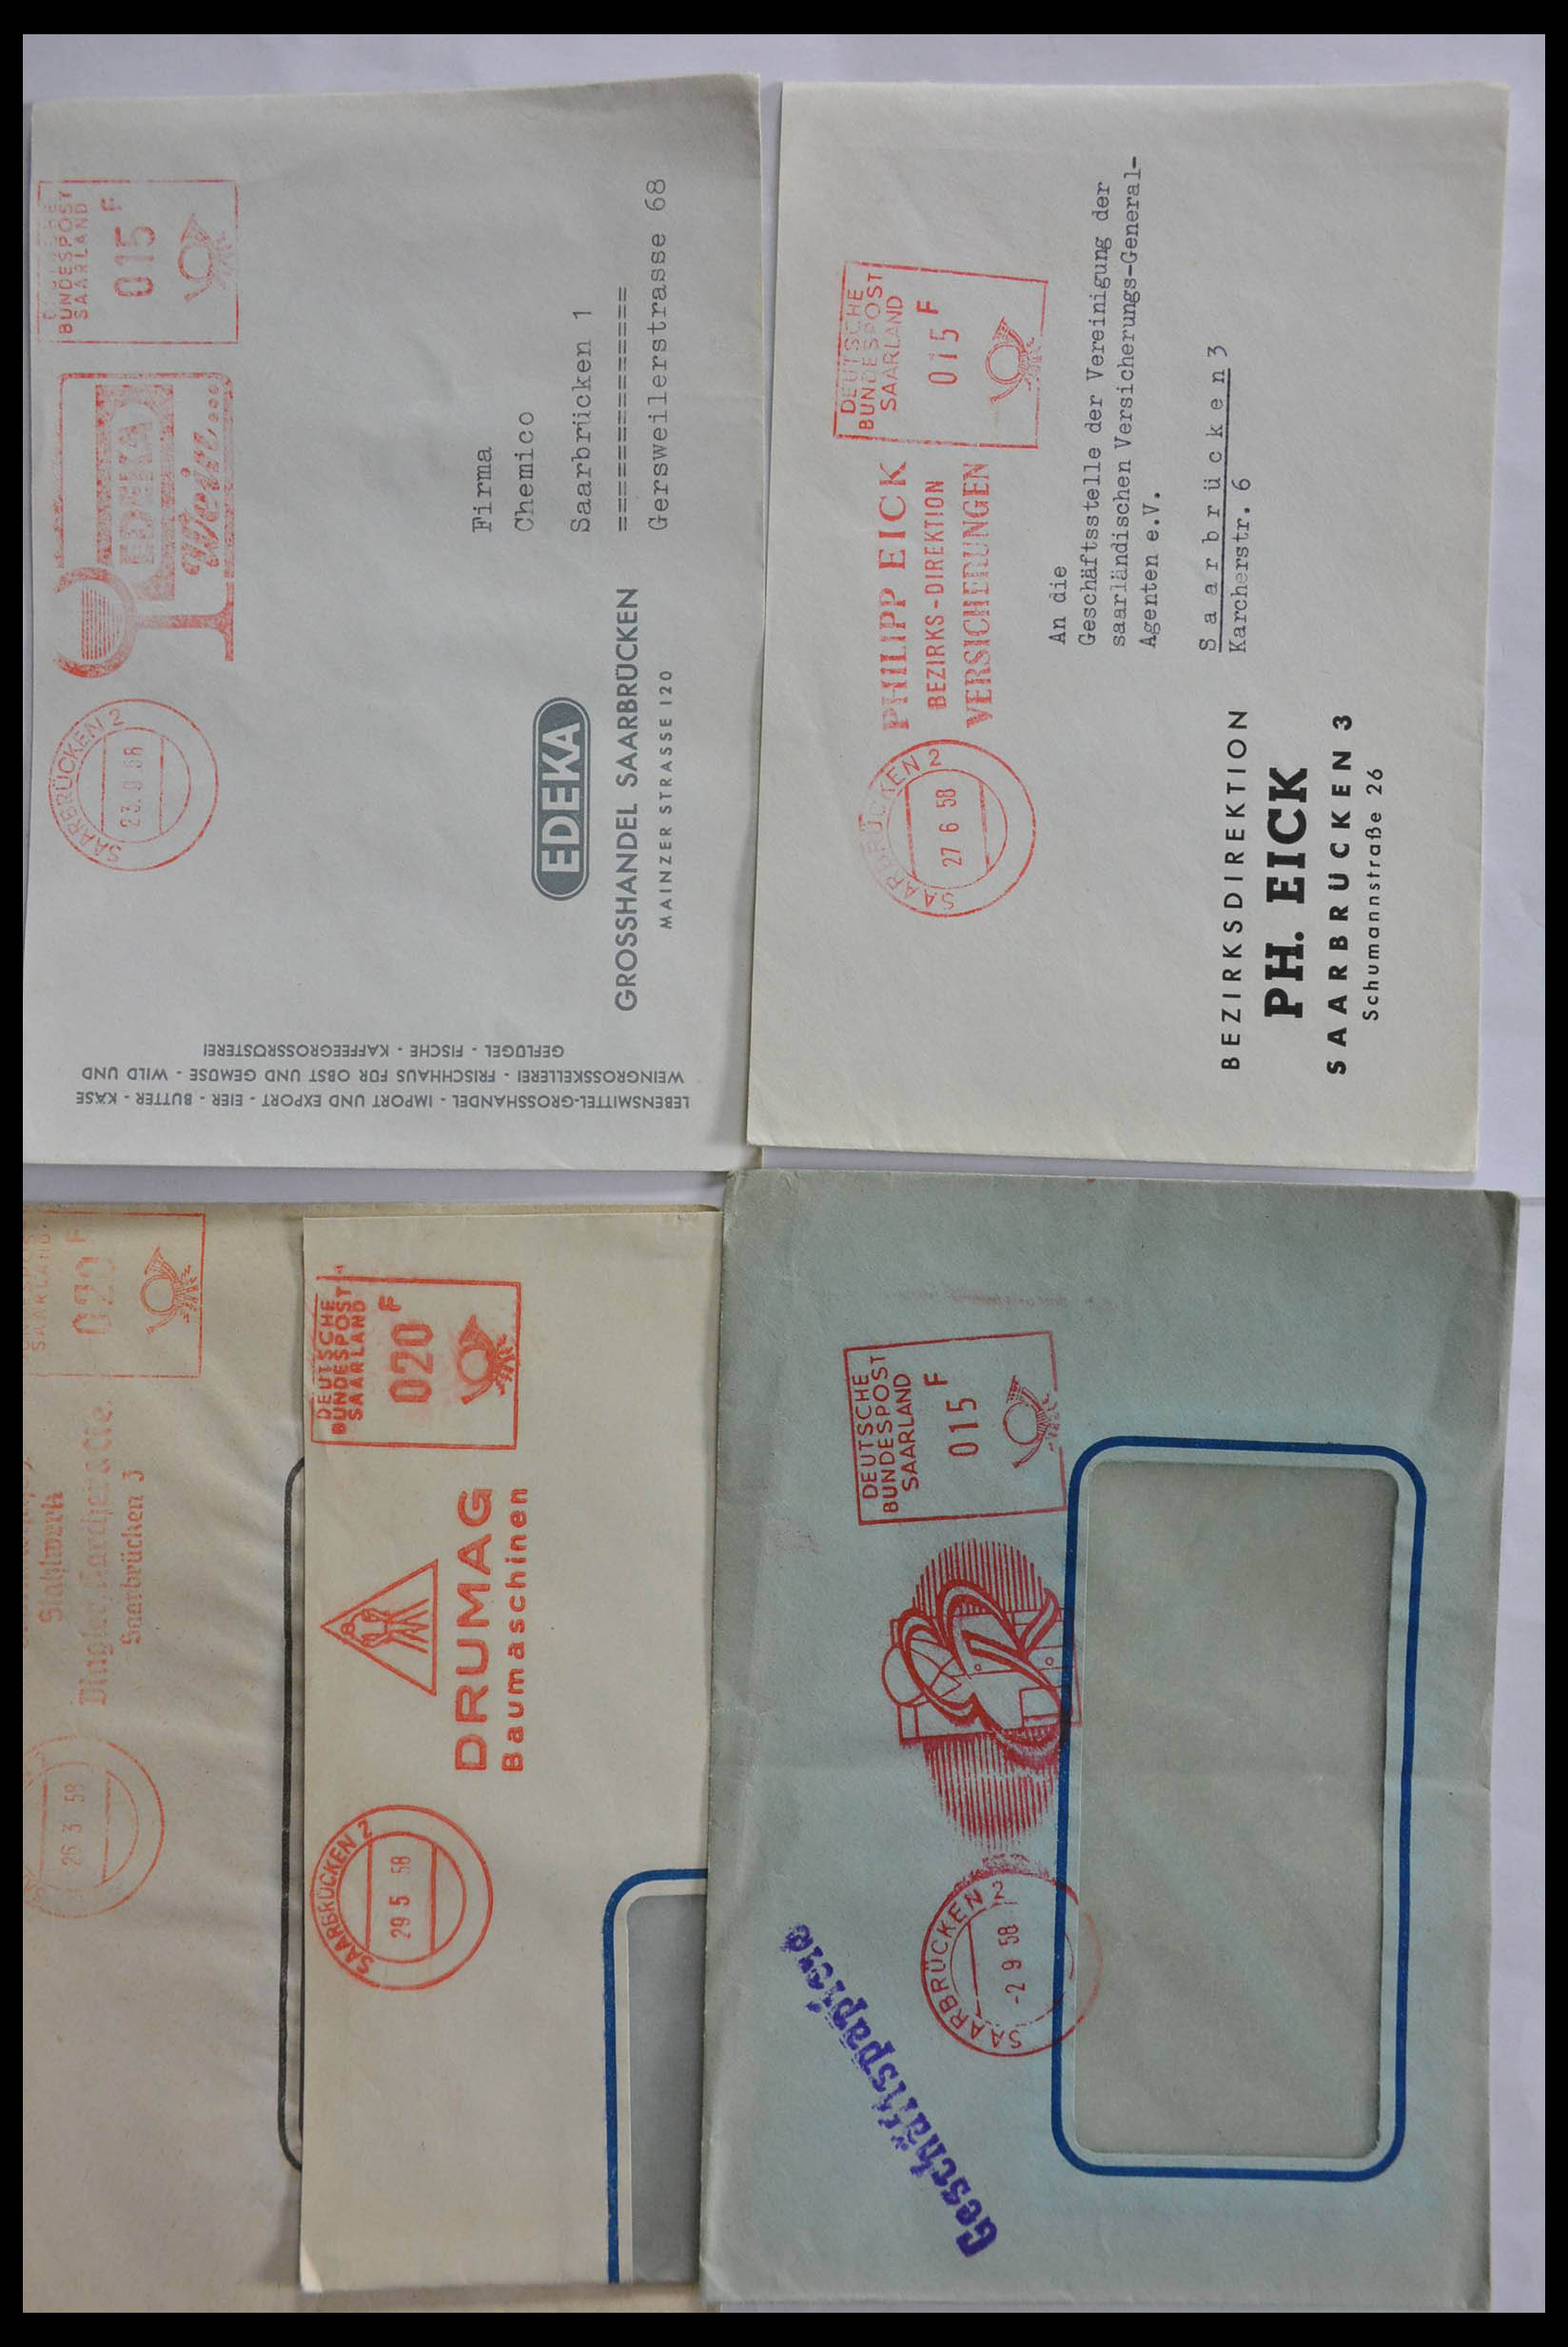 BUNDESPOST
SAARLAND
015 F
EDEKA
Wein...
SAARBRÜCKEN 2
Firma
Chemico
Saarbrücken 1
==============
Gersweilerstrasse 68
EDEKA
GROSSHANDEL SAARBRÜCKEN
MAINZER STRASSE 120
LEBENSMITTEL-GROSSHANDEL - IMPORT UND EXPORT - EIER - BUTTER - KÄSE
WEINGROSSKELLEREI - FRISCHHAUS FÜR OBST UND GEMÜSE - WILD UND
GEFLÜGEL - FISCHE - KAFFEEGROSSRÖSTEREI
DEUTSCHE
BUNDESPOST
SAARLAND
015 F
PHILIPP EICK
BEZIRKS-DIREKTION
VERSICHERUNGEN
SAARBRÜCKEN 2
27 6 58
An die
Geschäftsstelle der Vereinigung der
saarländischen Versicherungs-General-
Agenten e.V.
Saarbrücken 3
Karcherstr. 6
BEZIRKSDIREKTION
PH. EICK
SAARBRÜCKEN 3
Schumannstraße 26
SAARLAND
020 F
Stahlwerk
Dingler, Karcher & Cie.
Saarbrücken 3
26 3 58
DEUTSCHE
BUNDESPOST
SAARLAND
020 F
DRUMAG
Baumaschinen
SAARBRÜCKEN 2
29 5 58
DEUTSCHE
BUNDESPOST
SAARLAND
015 F
SAARBRÜCKEN 2
-2 9 58
Geschäftspapiere